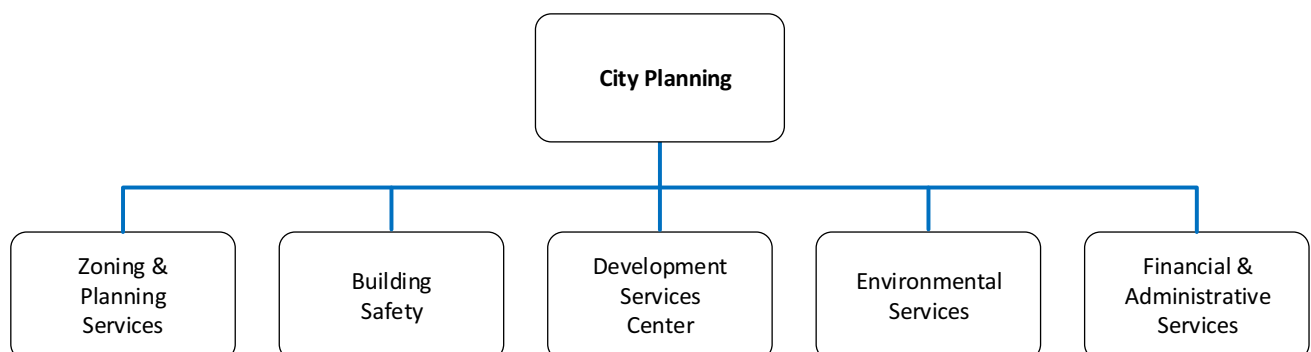 City Planning
Zoning &
Planning
Services
Building
Safety
Development
Services
Center
Environmental
Services
Financial &
Administrative
Services